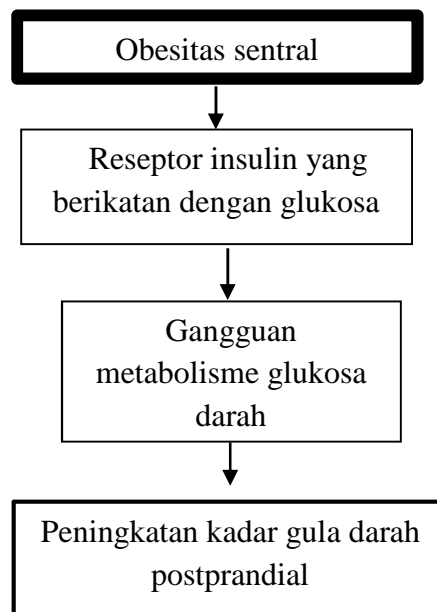 Obesitas sentral
Reseptor insulin yang
berikatan dengan glukosa
Gangguan
metabolisme glukosa
darah
Peningkatan kadar gula darah
postprandial